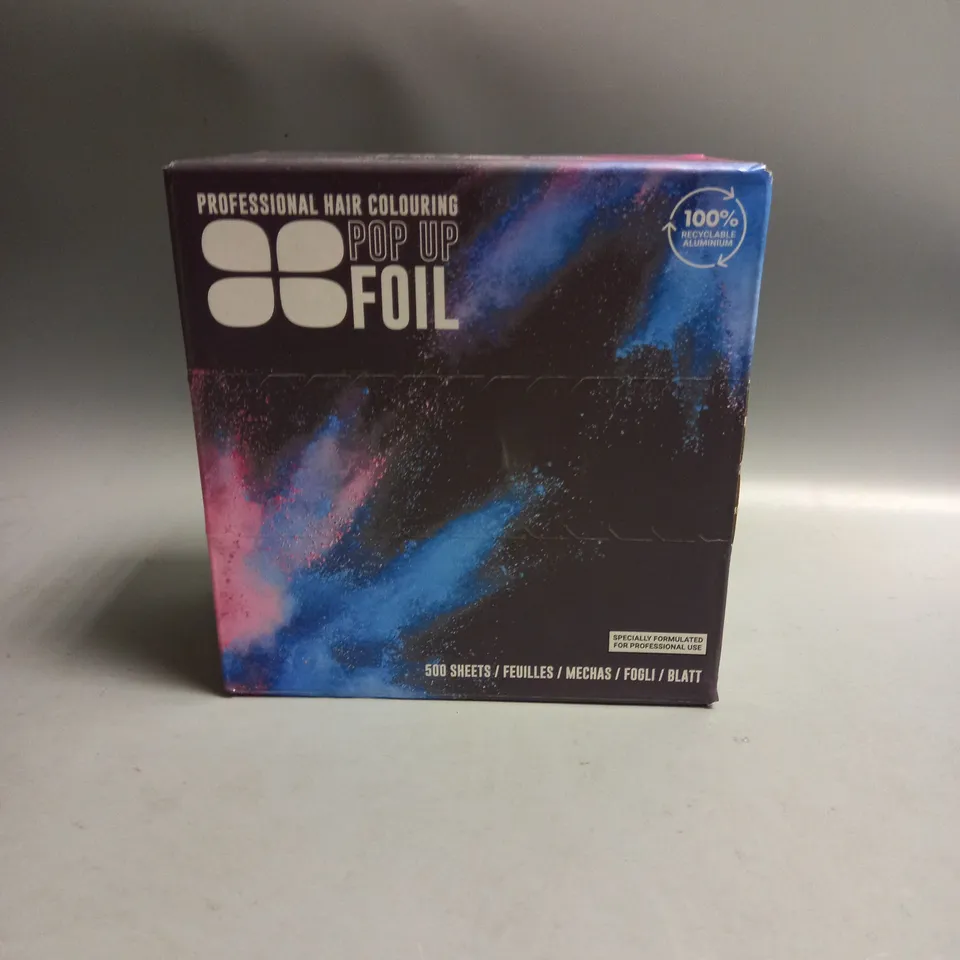 PROFESSIONAL HAIR COLOURING
POP UP
FOIL
100%
RECYCLABLE
ALUMINIUM
SPECIALLY FORMULATED
FOR PROFESSIONAL USE
500 SHEETS / FEUILLES / MECHAS / FOGLI / BLATT